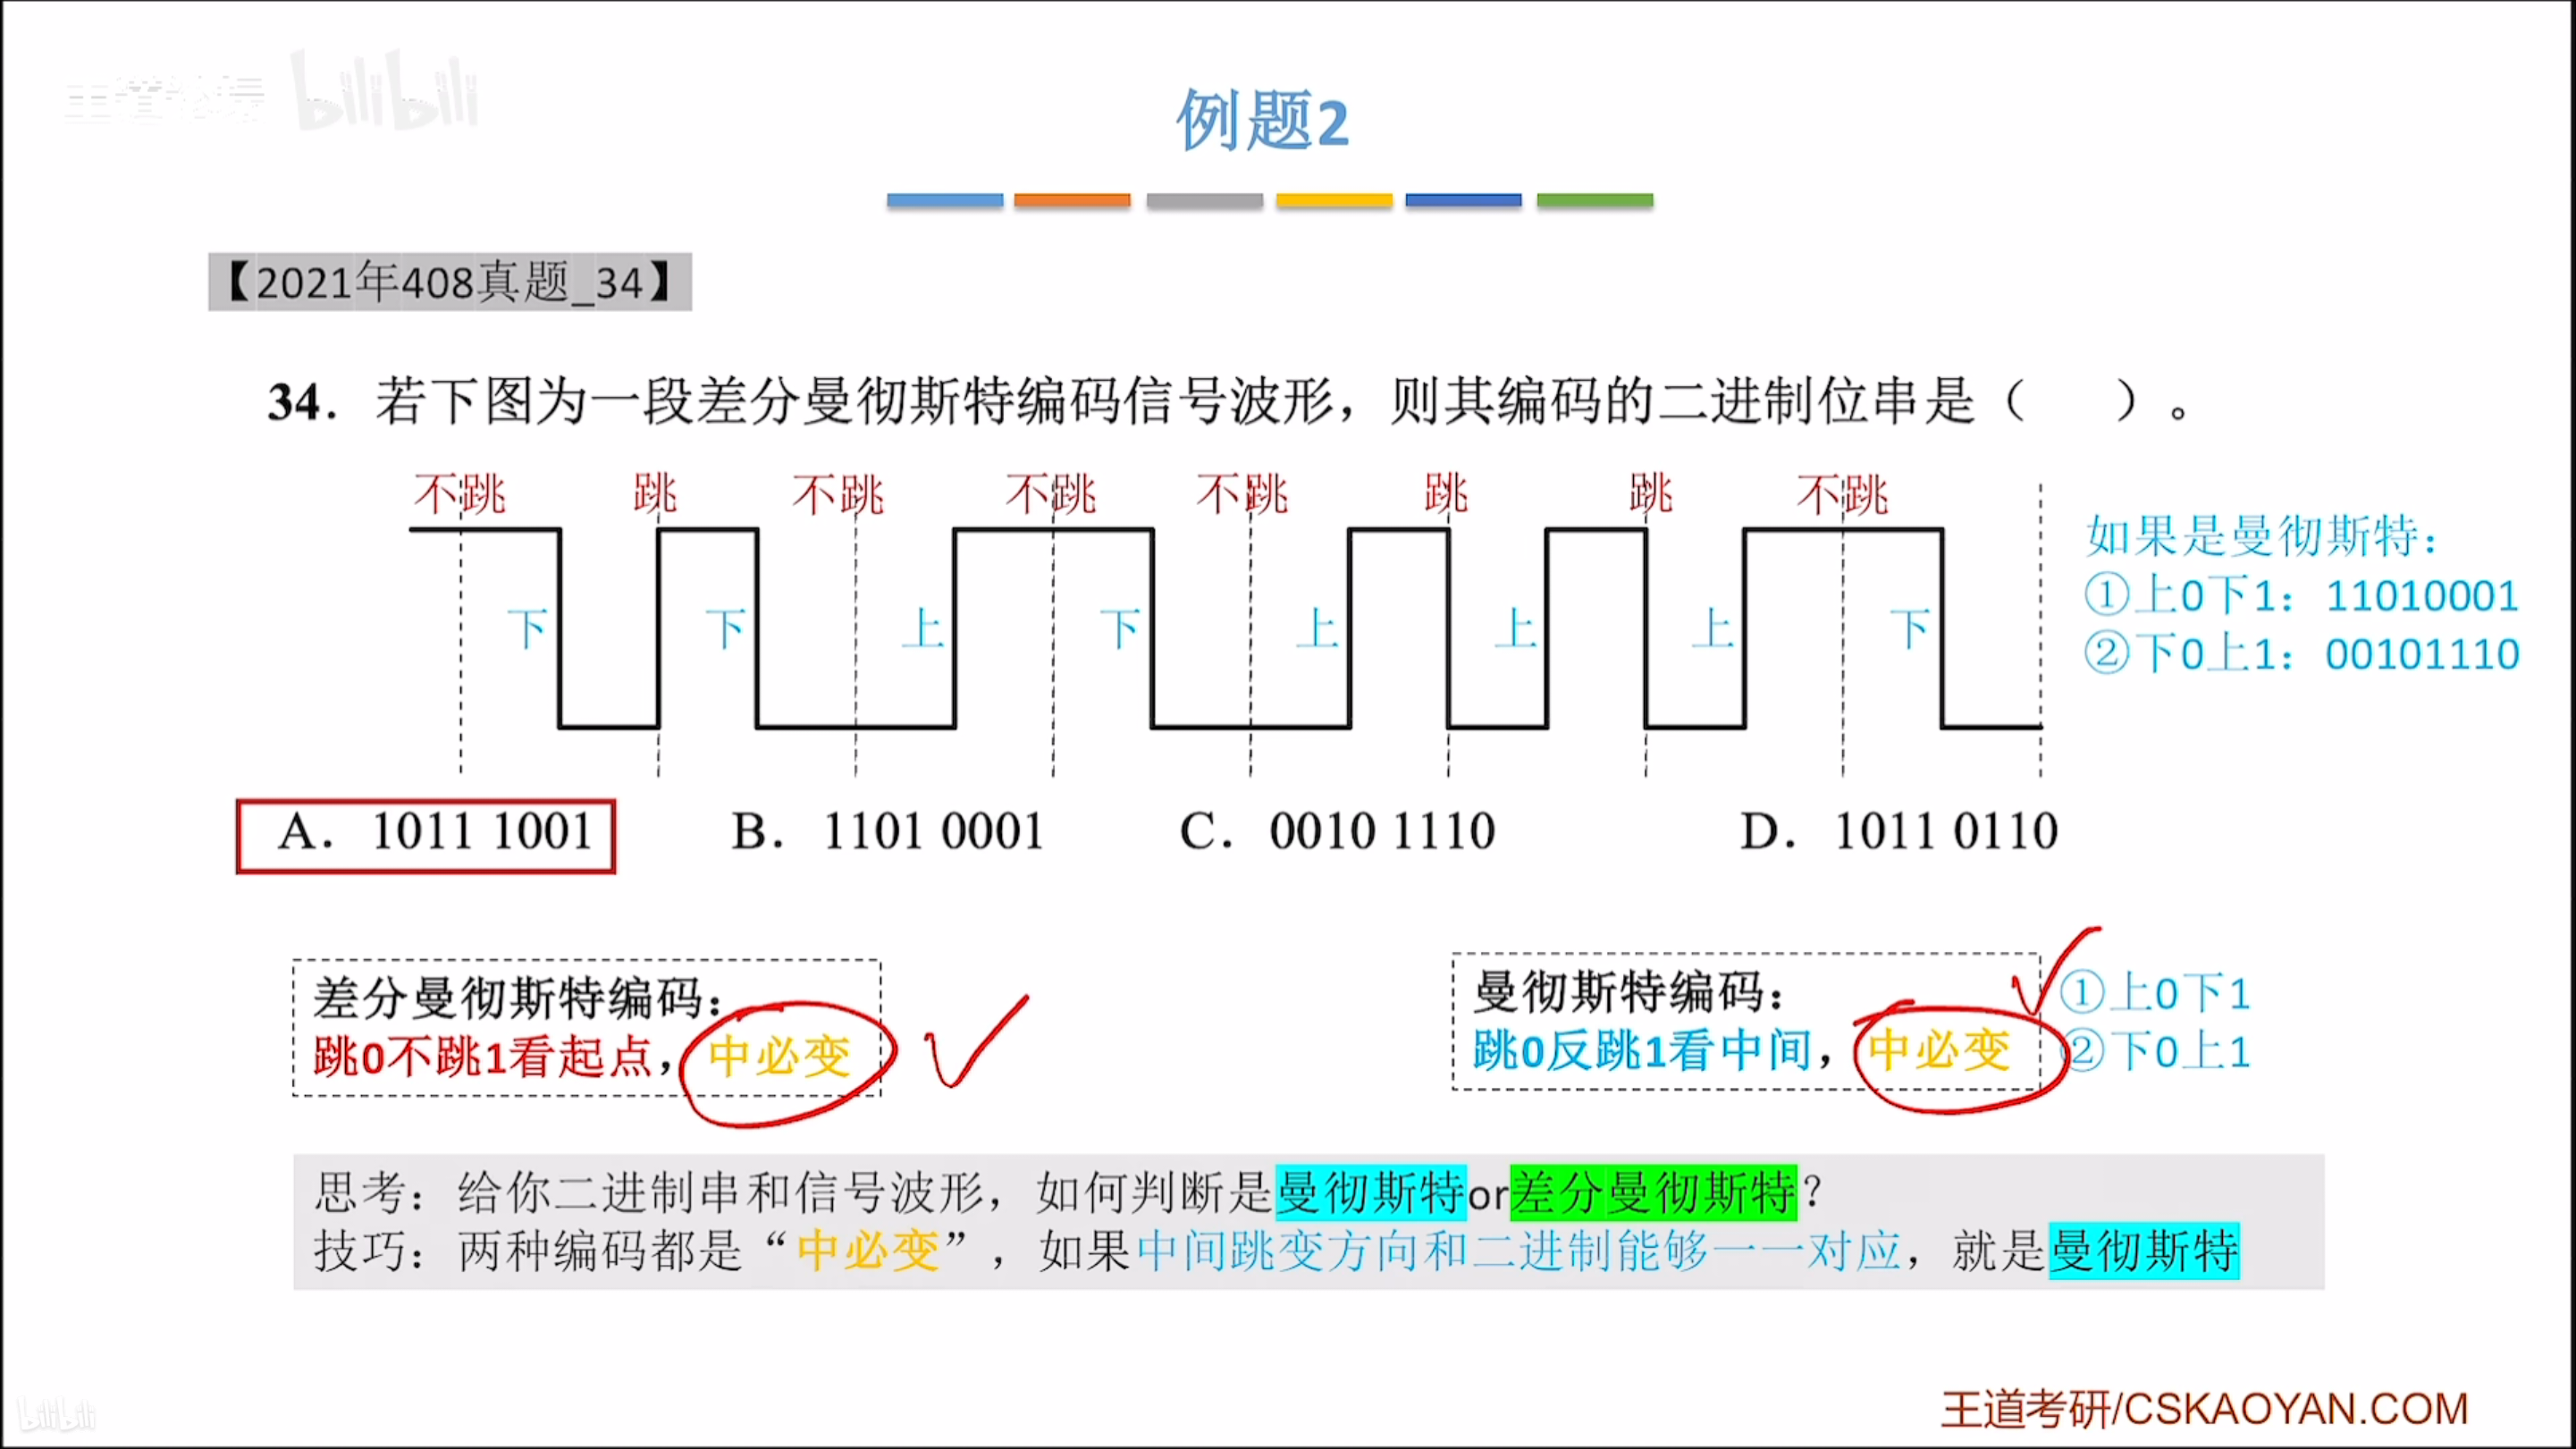 王道论坛 bilibili
例题2
【2021年408真题_34】
34. 若下图为一段差分曼彻斯特编码信号波形，则其编码的二进制位串是（　　）。
不跳 跳 不跳 不跳 不跳 跳 跳 不跳
如果是曼彻斯特：
①上0下1：11010001
②下0上1：00101110
下 下 上 下 上 上 上 下
A. 1011 1001 B. 1101 0001 C. 0010 1110 D. 1011 0110
差分曼彻斯特编码：
跳0不跳1看起点，中必变
曼彻斯特编码：
跳0反跳1看中间，中必变
①上0下1
②下0上1
思考：给你二进制串和信号波形，如何判断是曼彻斯特or差分曼彻斯特？
技巧：两种编码都是“中必变”，如果中间跳变方向和二进制能够一一对应，就是曼彻斯特
bilibili
王道考研/CSKAOYAN.COM